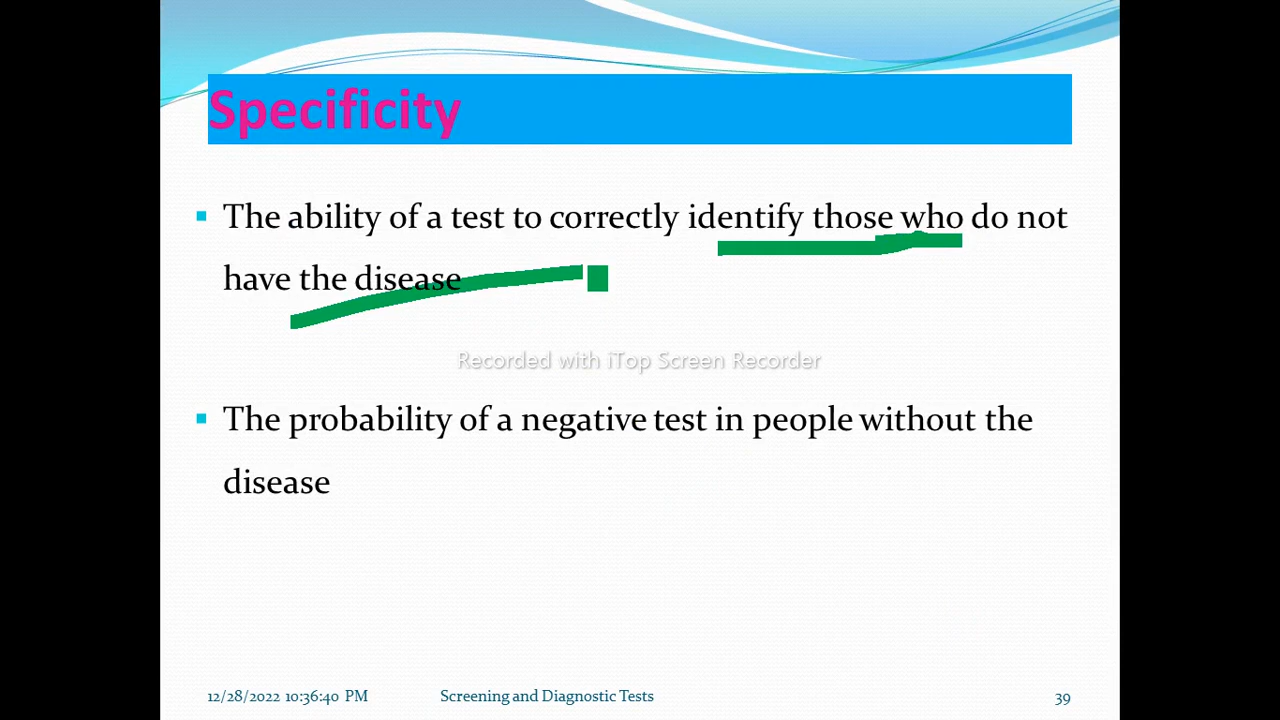 Specificity
The ability of a test to correctly identify those who do not
have the disease
Recorded with iTop Screen Recorder
The probability of a negative test in people without the
disease
12/28/2022 10:36:40 PM Screening and Diagnostic Tests 39